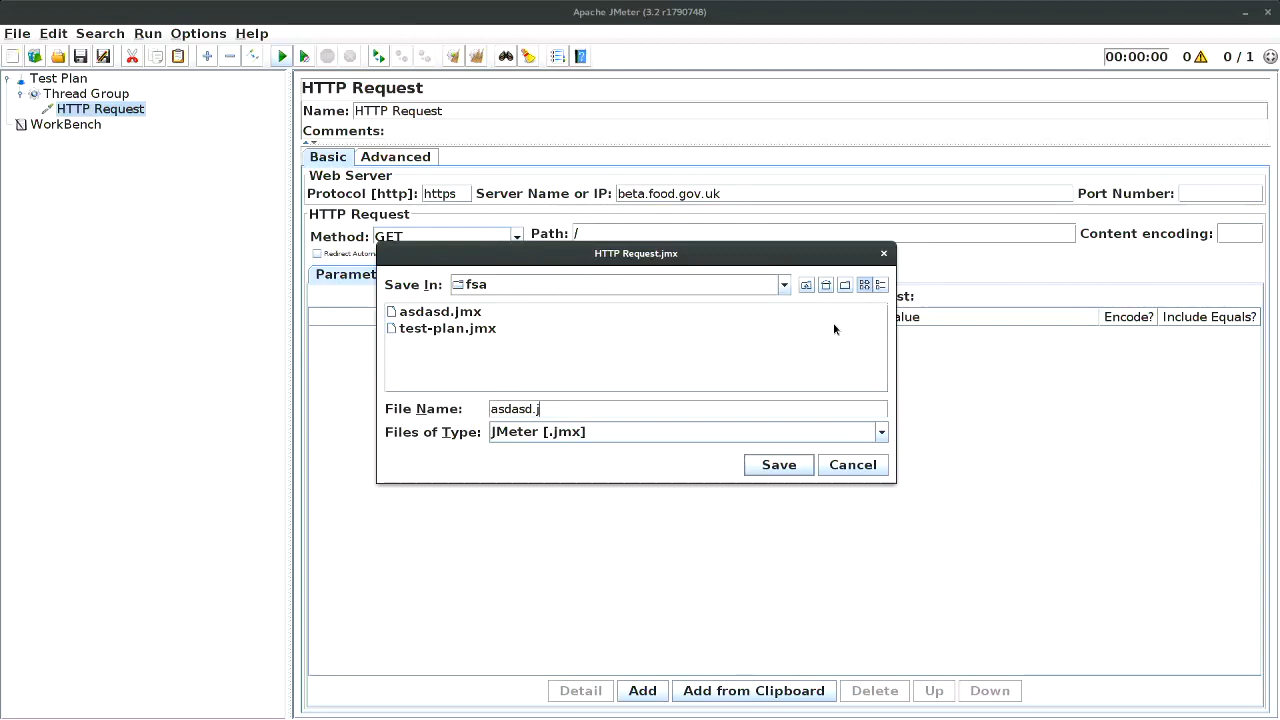 Apache JMeter (3.2 r1790748)
File Edit Search Run Options Help
00:00:00 0 0 / 1
Test Plan
Thread Group
HTTP Request
WorkBench
HTTP Request
Name: HTTP Request
Comments:
Basic Advanced
Web Server
Protocol [http]: https Server Name or IP: beta.food.gov.uk Port Number:
HTTP Request
Method: GET Path: / Content encoding:
Redirect Autom
Paramet
HTTP Request.jmx
Save In: fsa
asdasd.jmx
test-plan.jmx
File Name: asdasd.j
Files of Type: JMeter [.jmx]
Save Cancel
st:
alue Encode? Include Equals?
Detail Add Add from Clipboard Delete Up Down